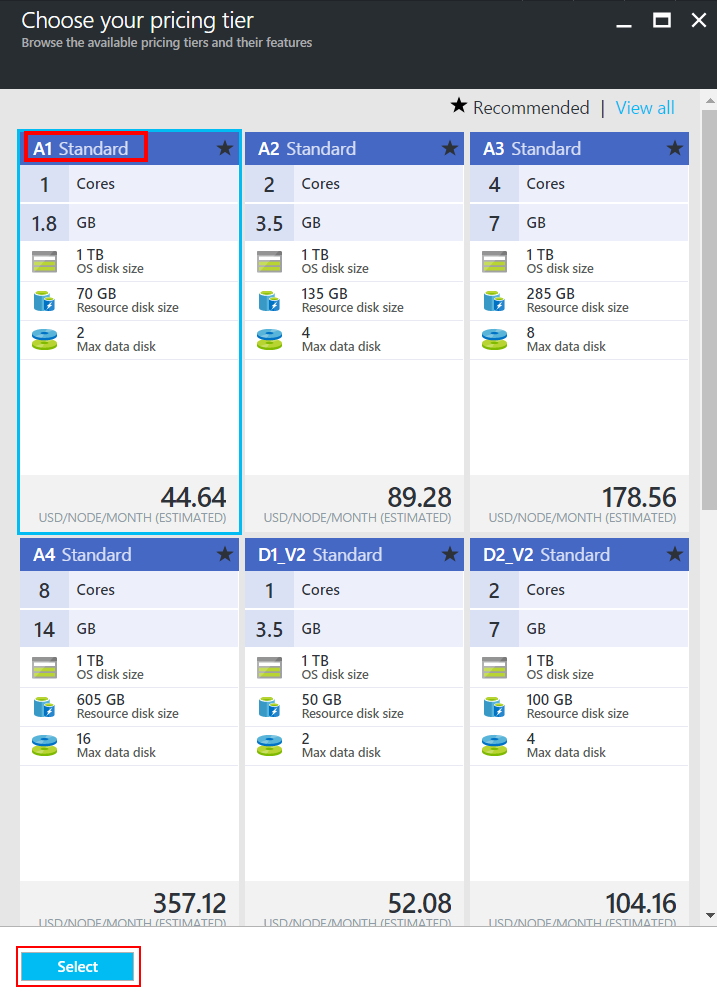 Choose your pricing tier
Browse the available pricing tiers and their features
★ Recommended | View all
A1 Standard ★
1 Cores
1.8 GB
1 TB
OS disk size
70 GB
Resource disk size
2
Max data disk
44.64
USD/NODE/MONTH (ESTIMATED)
A2 Standard ★
2 Cores
3.5 GB
1 TB
OS disk size
135 GB
Resource disk size
4
Max data disk
89.28
USD/NODE/MONTH (ESTIMATED)
A3 Standard ★
4 Cores
7 GB
1 TB
OS disk size
285 GB
Resource disk size
8
Max data disk
178.56
USD/NODE/MONTH (ESTIMATED)
A4 Standard ★
8 Cores
14 GB
1 TB
OS disk size
605 GB
Resource disk size
16
Max data disk
357.12
USD/NODE/MONTH (ESTIMATED)
D1_V2 Standard ★
1 Cores
3.5 GB
1 TB
OS disk size
50 GB
Resource disk size
2
Max data disk
52.08
USD/NODE/MONTH (ESTIMATED)
D2_V2 Standard ★
2 Cores
7 GB
1 TB
OS disk size
100 GB
Resource disk size
4
Max data disk
104.16
USD/NODE/MONTH (ESTIMATED)
Select